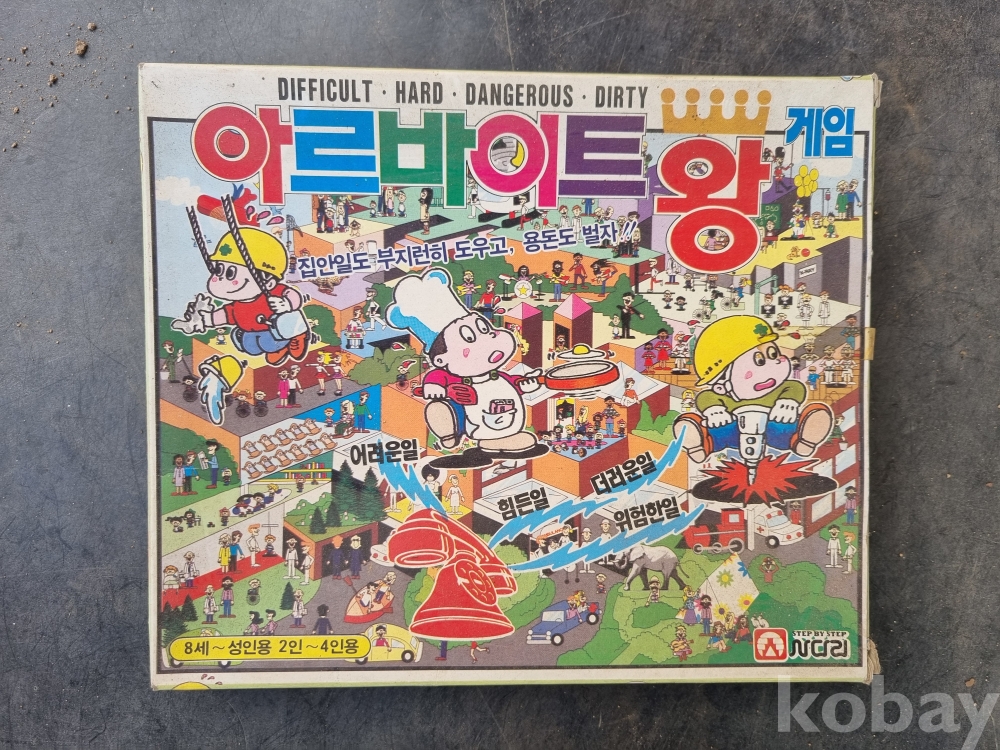 DIFFICULT · HARD · DANGEROUS · DIRTY
아르바이트왕 게임
집안일도 부지런히 도우고, 용돈도 벌자!!
어려운일
힘든일
더러운일
위험한일
8세~성인용 2인~4인용
STEP BY STEP
사다리
kobay